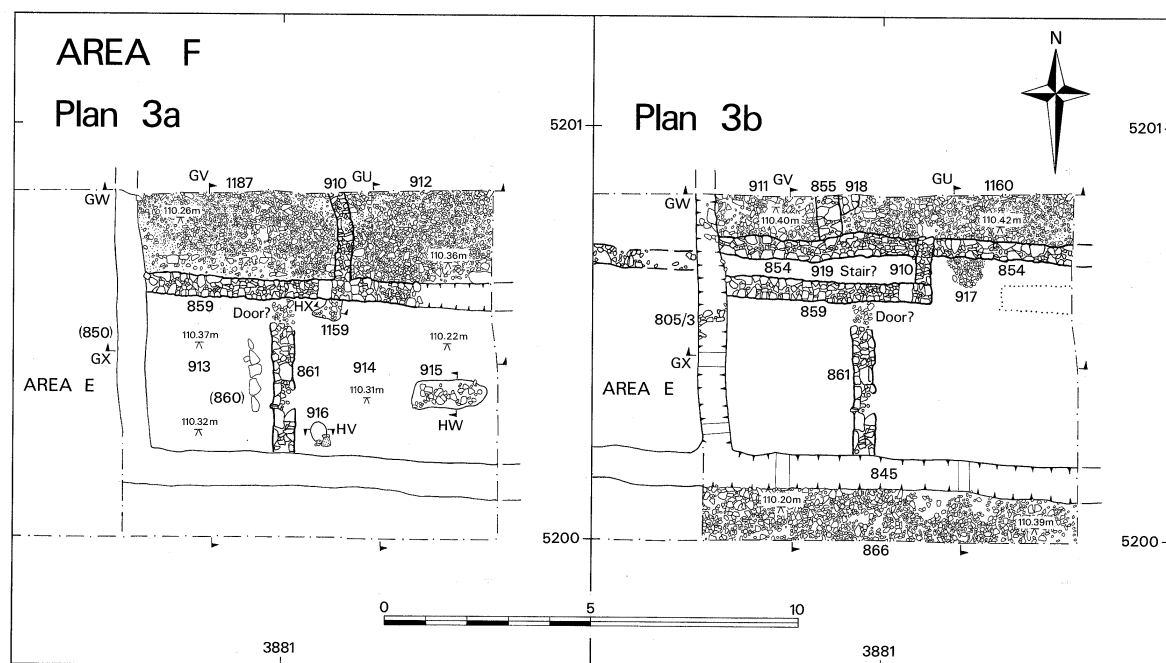 AREA F
Plan 3a
GV
1187
910
GU
912
GW
110.26m
110.36m
859
HX
Door?
1159
(850)
110.37m
110.22m
GX
913
861
914
915
AREA E
(860)
110.31m
916
110.32m
HV
HW
3881
Plan 3b
N
5201
5201
911
GV
855
918
GU
1160
GW
110.40m
110.42m
854
919
Stair?
910
854
859
917
805/3
Door?
GX
861
AREA E
845
110.20m
110.39m
866
5200
5200
0
5
10
3881